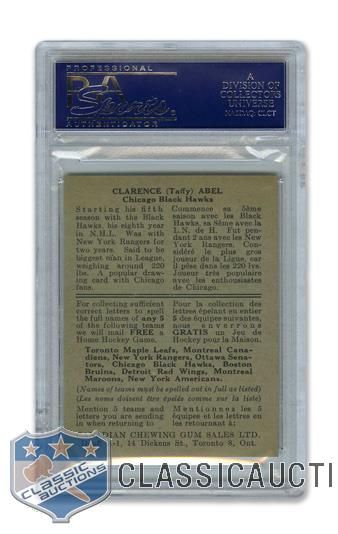 PROFESSIONAL
PSA
Sports
AUTHENTICATOR
A
DIVISION OF
COLLECTORS
UNIVERSE
NASDAQ: CLCT
CLARENCE (Taffy) ABEL
Chicago Black Hawks
Starting his fifth
season with the Black
Hawks, his eighth year
in N.H.L. Was with
New York Rangers for
two years. Said to be
biggest man in League,
weighing around 220
lbs. A popular draw-
ing card with Chicago
fans.
Commence sa 5ème
saison avec les Black
Hawks, sa 8ème avec la
L.N. de H. Fut pen-
dant 2 ans avec les New
York Rangers. Con-
sidéré le plus gros
joueur de la Ligue, car
il pèse dans les 220 lvs.
Joueur très populaire
avec les enthousiastes
de Chicago.
For collecting sufficient
correct letters to spell
the full names of any 5
of the following teams
we will mail FREE a
Home Hockey Game.
Pour la collection de
lettres épelant en entier
5 des équipes suivantes,
nous enverrons
GRATIS un Jeu de
Hockey pour la Maison.
Toronto Maple Leafs, Montreal Cana-
diens, New York Rangers, Ottawa Sena-
tors, Chicago Black Hawks, Boston
Bruins, Detroit Red Wings, Montreal
Maroons, New York Americans.
(Names of teams must be spelled out in full as listed)
(Les noms doivent être épelés comme sur la liste)
Mention 5 teams and
letters you are sending
in when returning to—
Mentionnez les 5
équipes et les lettres en
les retournant à:
DIAN CHEWING GUM SALES LTD.
-1, 14 Dickens St., Toronto 8, Ont.
CLASSIC
AUCTIONS
CLASSICAUCTI